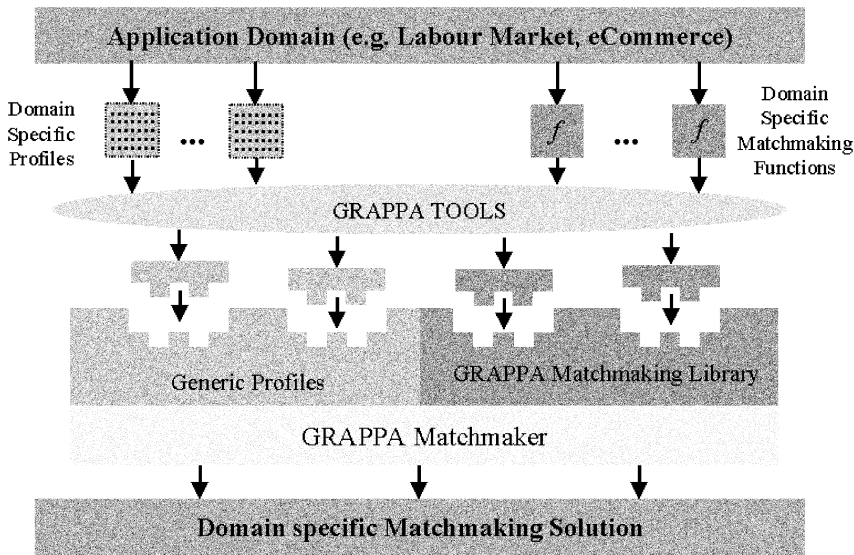 Application Domain (e.g. Labour Market, eCommerce)
Domain
Specific
Profiles
...
f
...
f
Domain
Specific
Matchmaking
Functions
GRAPPA TOOLS
Generic Profiles
GRAPPA Matchmaking Library
GRAPPA Matchmaker
Domain specific Matchmaking Solution